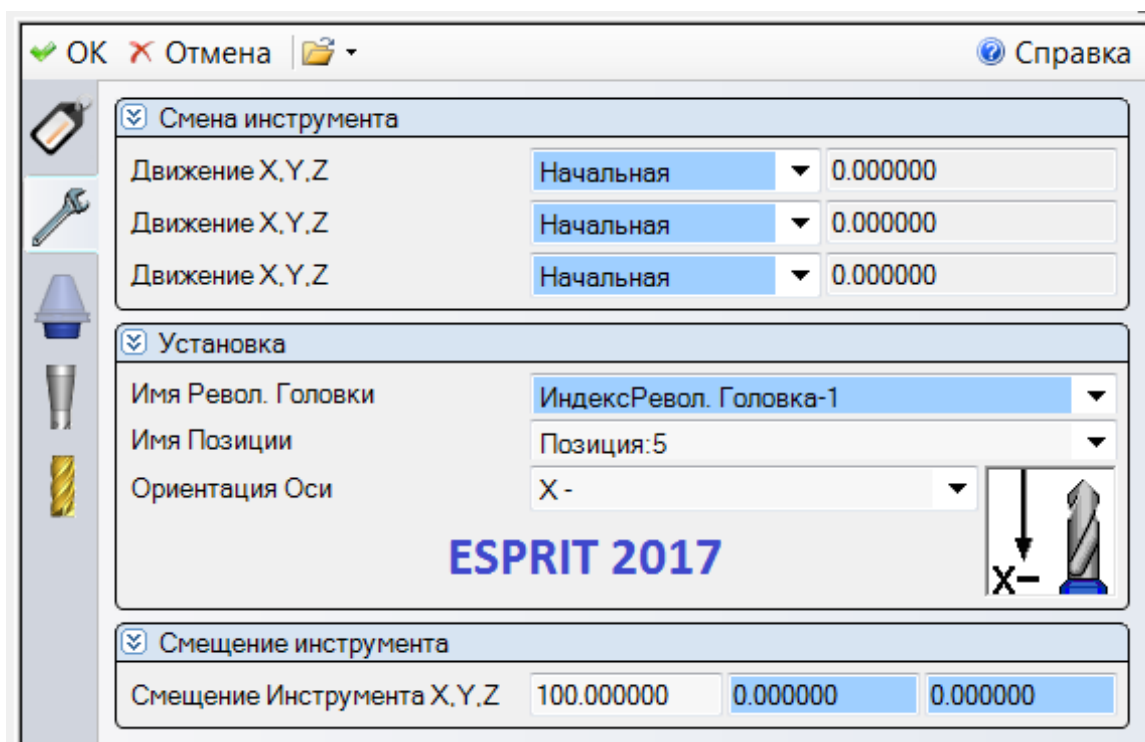 OK Отмена Справка
Смена инструмента
Движение X,Y,Z Начальная 0.000000
Движение X,Y,Z Начальная 0.000000
Движение X,Y,Z Начальная 0.000000
Установка
Имя Револ. Головки ИндексРевол. Головка-1
Имя Позиции Позиция:5
Ориентация Оси X -
ESPRIT 2017
X-
Смещение инструмента
Смещение Инструмента X,Y,Z 100.000000 0.000000 0.000000